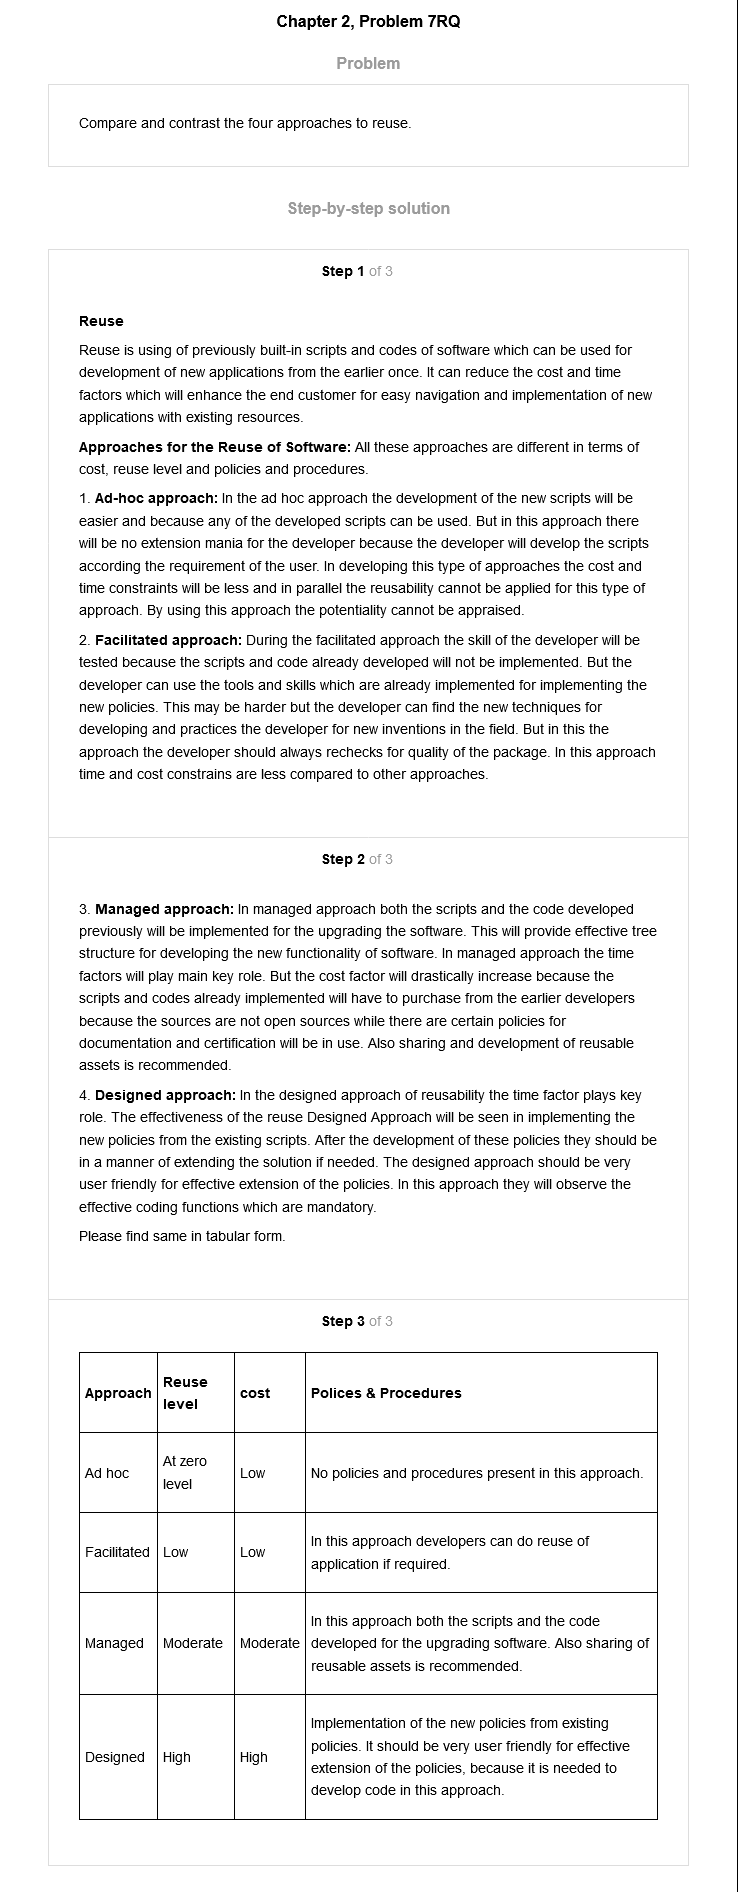 Chapter 2, Problem 7RQ
Problem
Compare and contrast the four approaches to reuse.
Step-by-step solution
Step 1 of 3
Reuse
Reuse is using of previously built-in scripts and codes of software which can be used for
development of new applications from the earlier once. It can reduce the cost and time
factors which will enhance the end customer for easy navigation and implementation of new
applications with existing resources.
Approaches for the Reuse of Software: All these approaches are different in terms of
cost, reuse level and policies and procedures.
1. Ad-hoc approach: In the ad hoc approach the development of the new scripts will be
easier and because any of the developed scripts can be used. But in this approach there
will be no extension mania for the developer because the developer will develop the scripts
according the requirement of the user. In developing this type of approaches the cost and
time constraints will be less and in parallel the reusability cannot be applied for this type of
approach. By using this approach the potentiality cannot be appraised.
2. Facilitated approach: During the facilitated approach the skill of the developer will be
tested because the scripts and code already developed will not be implemented. But the
developer can use the tools and skills which are already implemented for implementing the
new policies. This may be harder but the developer can find the new techniques for
developing and practices the developer for new inventions in the field. But in this the
approach the developer should always rechecks for quality of the package. In this approach
time and cost constrains are less compared to other approaches.
Step 2 of 3
3. Managed approach: In managed approach both the scripts and the code developed
previously will be implemented for the upgrading the software. This will provide effective tree
structure for developing the new functionality of software. In managed approach the time
factors will play main key role. But the cost factor will drastically increase because the
scripts and codes already implemented will have to purchase from the earlier developers
because the sources are not open sources while there are certain policies for
documentation and certification will be in use. Also sharing and development of reusable
assets is recommended.
4. Designed approach: In the designed approach of reusability the time factor plays key
role. The effectiveness of the reuse Designed Approach will be seen in implementing the
new policies from the existing scripts. After the development of these policies they should be
in a manner of extending the solution if needed. The designed approach should be very
user friendly for effective extension of the policies. In this approach they will observe the
effective coding functions which are mandatory.
Please find same in tabular form.
Step 3 of 3
Approach
Reuse
level
cost
Polices & Procedures
Ad hoc
At zero
level
Low
No policies and procedures present in this approach.
Facilitated
Low
Low
In this approach developers can do reuse of
application if required.
Managed
Moderate
Moderate
In this approach both the scripts and the code
developed for the upgrading software. Also sharing of
reusable assets is recommended.
Designed
High
High
Implementation of the new policies from existing
policies. It should be very user friendly for effective
extension of the policies, because it is needed to
develop code in this approach.